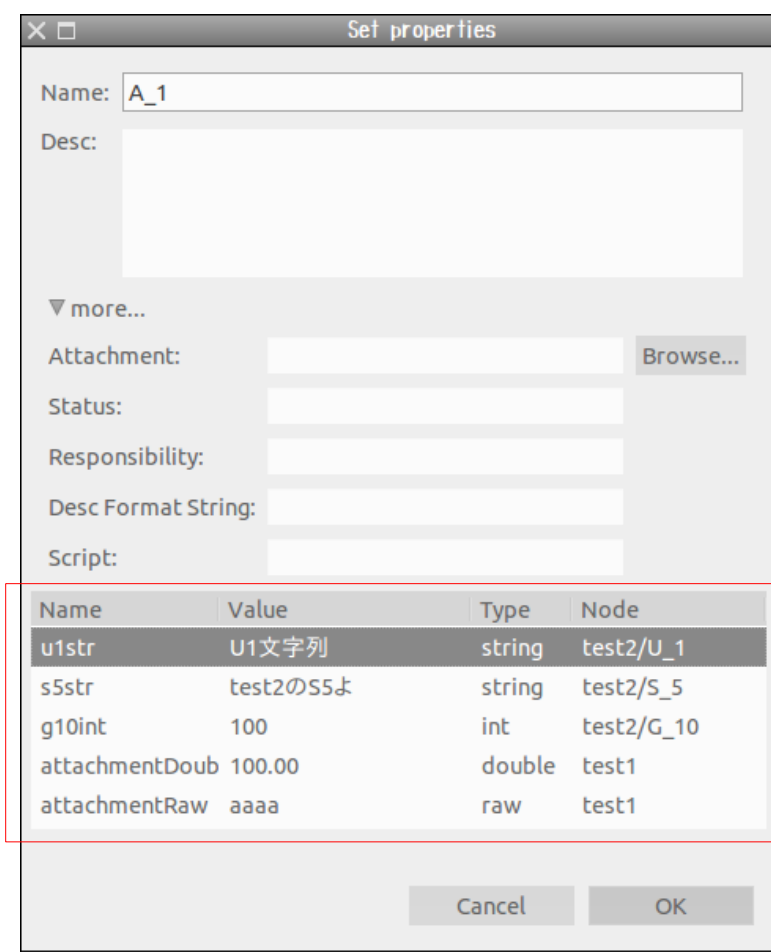 Set properties
Name: A_1
Desc:
▼ more...
Attachment: Browse...
Status:
Responsibility:
Desc Format String:
Script:
Name Value Type Node
u1str U1文字列 string test2/U_1
s5str test2のS5よ string test2/S_5
g10int 100 int test2/G_10
attachmentDoub 100.00 double test1
attachmentRaw aaaa raw test1
Cancel OK